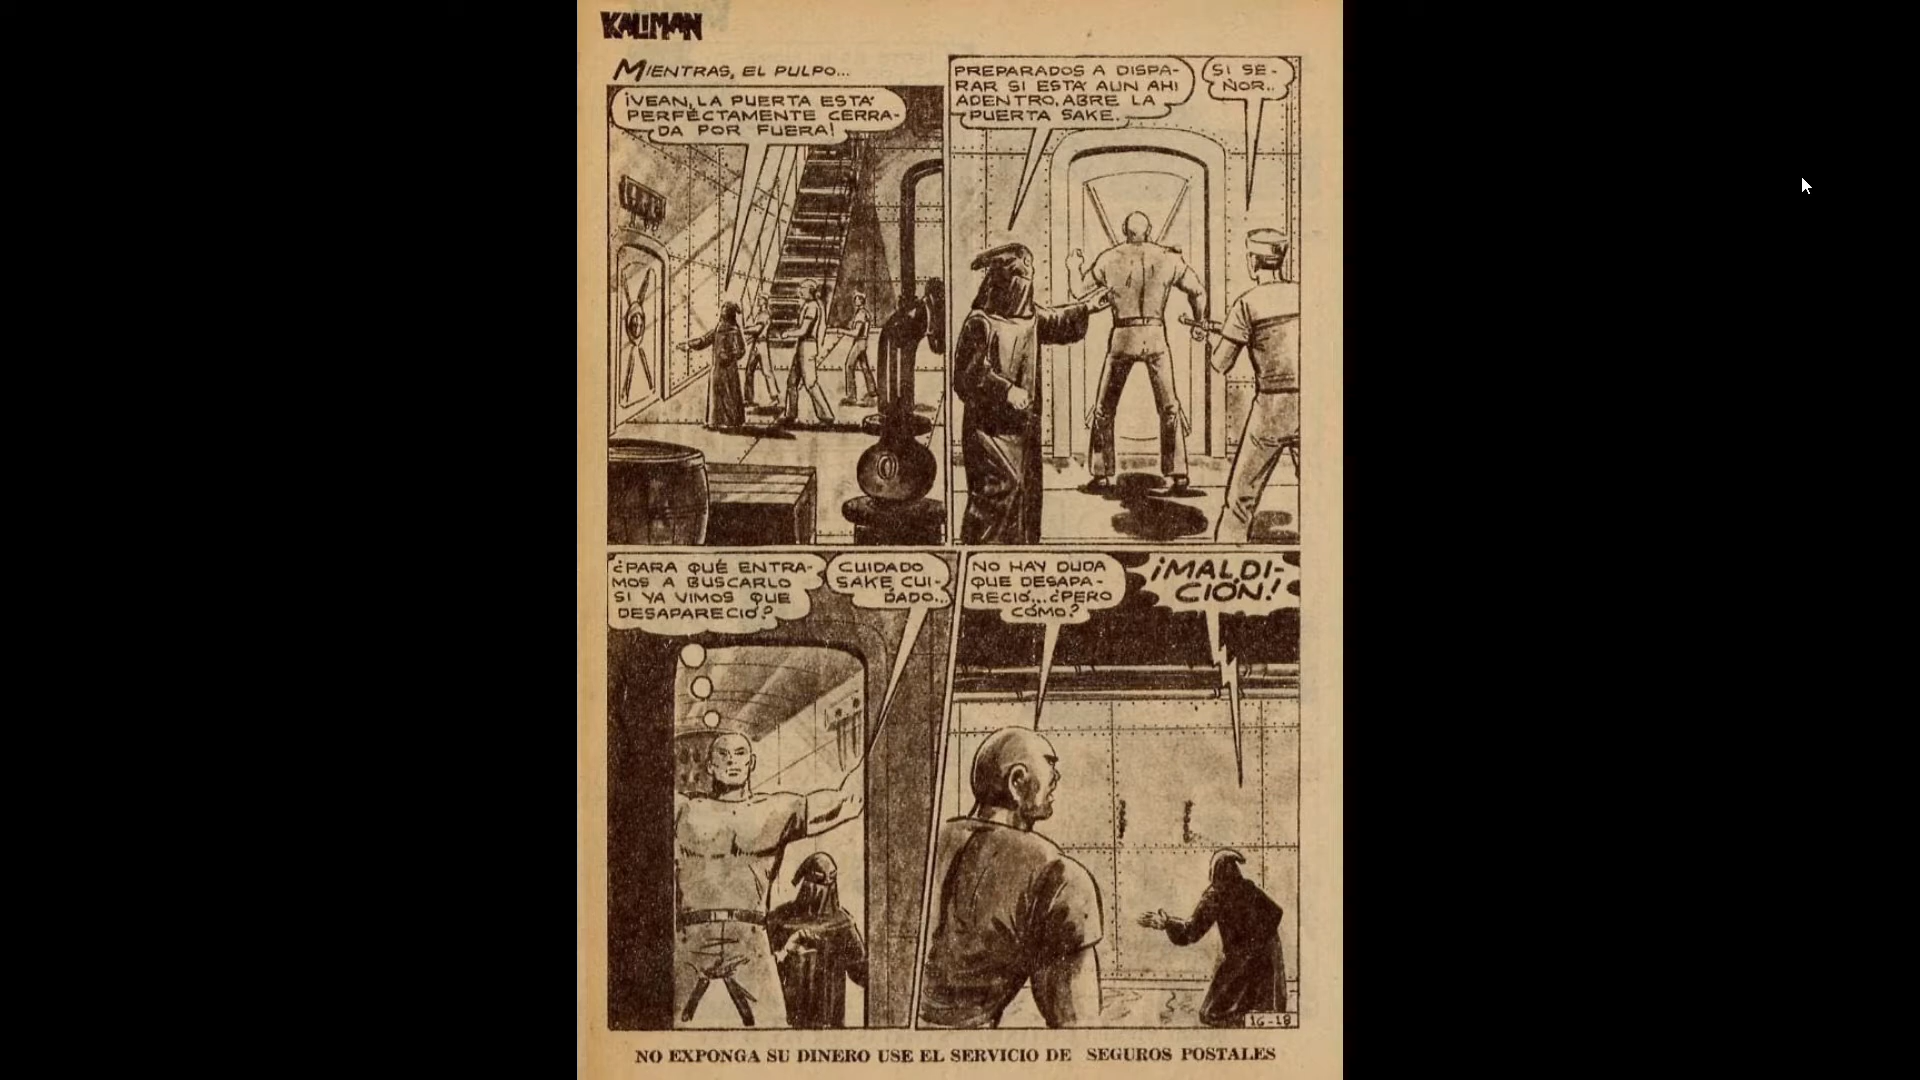 KALIMAN
MIENTRAS, EL PULPO...
¡VEAN, LA PUERTA ESTÁ
PERFÉCTAMENTE CERRA-
DA POR FUERA!
PREPARADOS A DISPA-
RAR SI ESTÁ AUN AHI
ADENTRO. ABRE LA
PUERTA SAKE.
SI SE-
ÑOR..
¿PARA QUÉ ENTRA-
MOS A BUSCARLO
SI YA VIMOS QUE
DESAPARECIÓ?
CUIDADO
SAKE CUI-
DADO...
NO HAY DUDA
QUE DESAPA-
RECIÓ...¿PERO
CÓMO?
¡MALDI-
CIÓN!
16-18
NO EXPONGA SU DINERO USE EL SERVICIO DE SEGUROS POSTALES